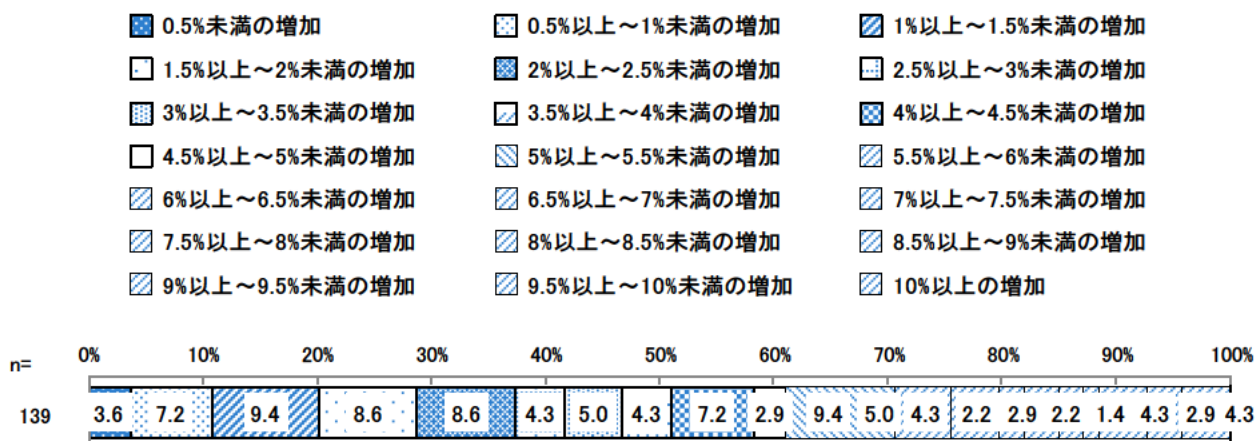 0.5%未満の増加 0.5%以上～1%未満の増加 1%以上～1.5%未満の増加
1.5%以上～2%未満の増加 2%以上～2.5%未満の増加 2.5%以上～3%未満の増加
3%以上～3.5%未満の増加 3.5%以上～4%未満の増加 4%以上～4.5%未満の増加
4.5%以上～5%未満の増加 5%以上～5.5%未満の増加 5.5%以上～6%未満の増加
6%以上～6.5%未満の増加 6.5%以上～7%未満の増加 7%以上～7.5%未満の増加
7.5%以上～8%未満の増加 8%以上～8.5%未満の増加 8.5%以上～9%未満の増加
9%以上～9.5%未満の増加 9.5%以上～10%未満の増加 10%以上の増加
n= 0% 10% 20% 30% 40% 50% 60% 70% 80% 90% 100%
139 3.6 7.2 9.4 8.6 8.6 4.3 5.0 4.3 7.2 2.9 9.4 5.0 4.3 2.2 2.9 2.2 1.4 4.3 2.9 4.3